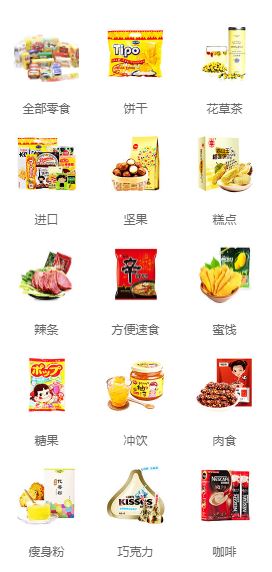 Tipo
全部零食
饼干
花草茶
进口
坚果
糕点
辛
辣条
方便速食
蜜饯
ポップ
糖果
冲饮
肉食
KISSES
NESCAFE
瘦身粉
巧克力
咖啡